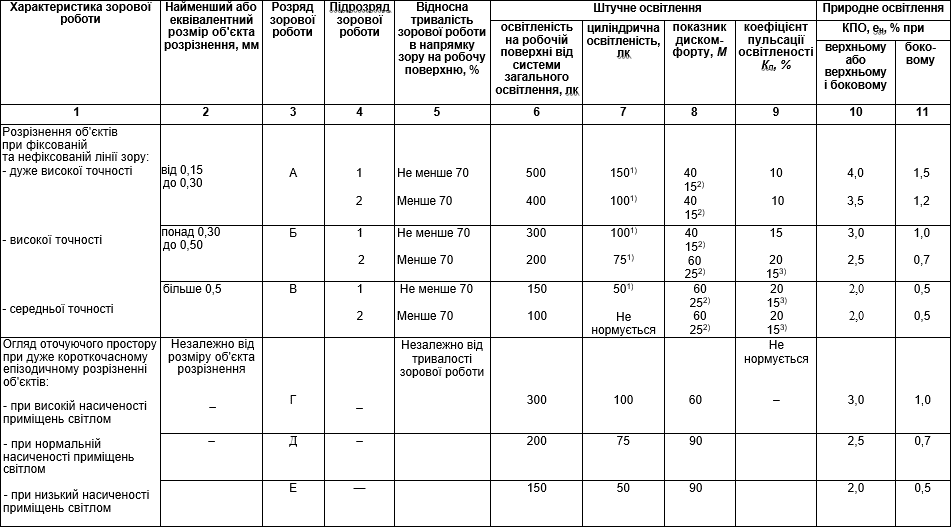 Характеристика зорової роботи
Найменший або еквівалентний розмір об'єкта розрізнення, мм
Розряд зорової роботи
Підрозряд зорової роботи
Відносна тривалість зорової роботи в напрямку зору на робочу поверхню, %
Штучне освітлення
Природне освітлення
освітленість на робочій поверхні від системи загального освітлення, лк
циліндрична освітленість, лк
показник диском-форту, М
коефіцієнт пульсації освітленості Кп, %
КПО, ен, % при
верхньому або верхньому і боковому
боко-вому
1 2 3 4 5 6 7 8 9 10 11
Розрізнення об'єктів
при фіксованій
та нефіксованій лінії зору:
- дуже високої точності від 0,15 до 0,30 А 1 Не менше 70 500 150¹⁾ 40 15²⁾ 10 4,0 1,5
2 Менше 70 400 100¹⁾ 40 15²⁾ 10 3,5 1,2
- високої точності понад 0,30 до 0,50 Б 1 Не менше 70 300 100¹⁾ 40 15²⁾ 15 3,0 1,0
2 Менше 70 200 75¹⁾ 60 25²⁾ 20 15³⁾ 2,5 0,7
- середньої точності більше 0,5 В 1 Не менше 70 150 50¹⁾ 60 25²⁾ 20 15³⁾ 2,0 0,5
2 Менше 70 100 Не нормується 60 25²⁾ 20 15³⁾ 2,0 0,5
Огляд оточуючого простору
при дуже короткочасному
епізодичному розрізненні
об'єктів:
Незалежно від
розміру об'єкта
розрізнення
Незалежно від
тривалості
зорової роботи
Не
нормується
- при високій насиченості приміщень світлом – Г – 300 100 60 – 3,0 1,0
- при нормальній насиченості приміщень світлом – Д – 200 75 90 2,5 0,7
- при низький насиченості приміщень світлом Е — 150 50 90 2,0 0,5